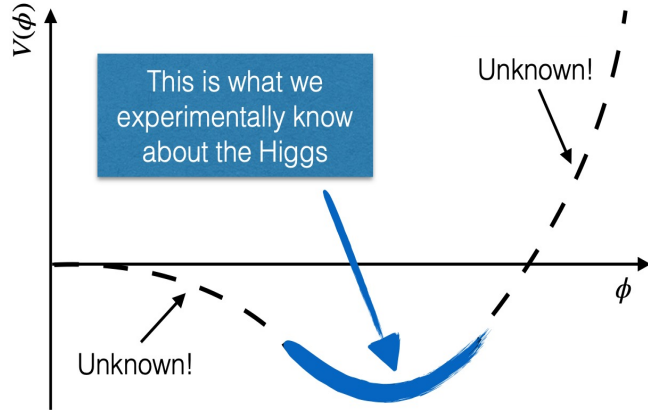 V(ϕ)
This is what we
experimentally know
about the Higgs
Unknown!
ϕ
Unknown!